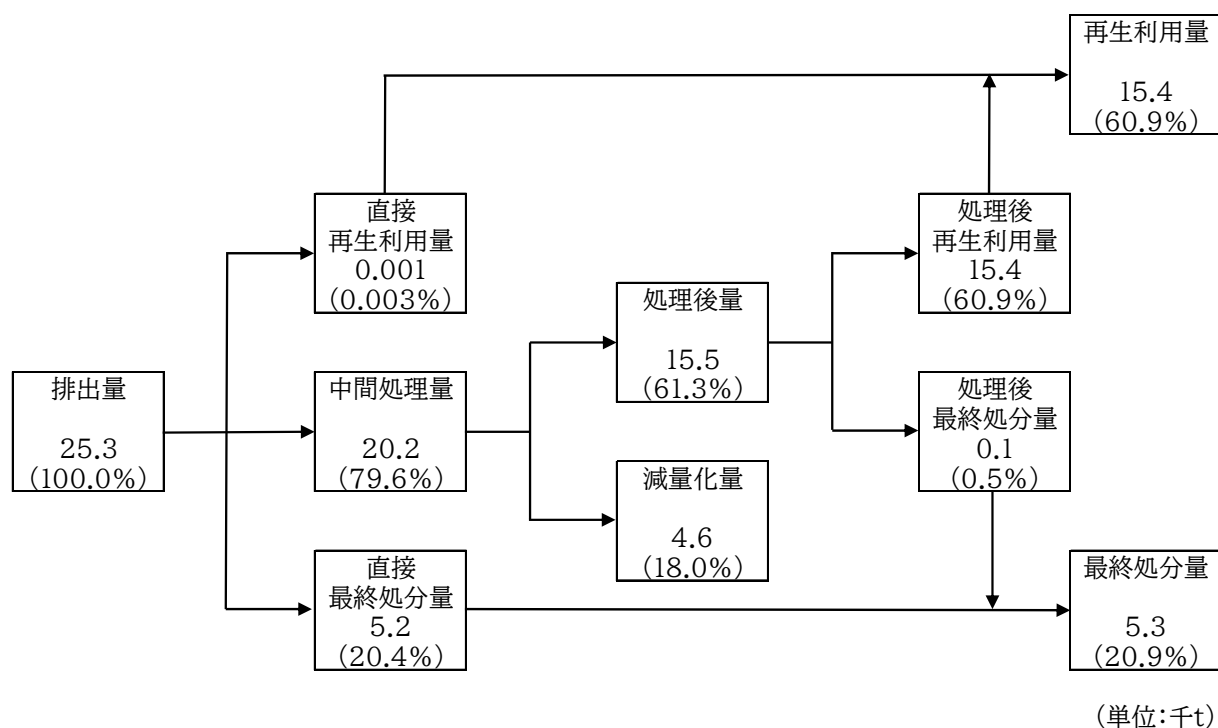 再生利用量
15.4
(60.9%)
直接
再生利用量
0.001
(0.003%)
処理後
再生利用量
15.4
(60.9%)
処理後量
15.5
(61.3%)
排出量
25.3
(100.0%)
中間処理量
20.2
(79.6%)
処理後
最終処分量
0.1
(0.5%)
減量化量
4.6
(18.0%)
直接
最終処分量
5.2
(20.4%)
最終処分量
5.3
(20.9%)
(単位:千t)